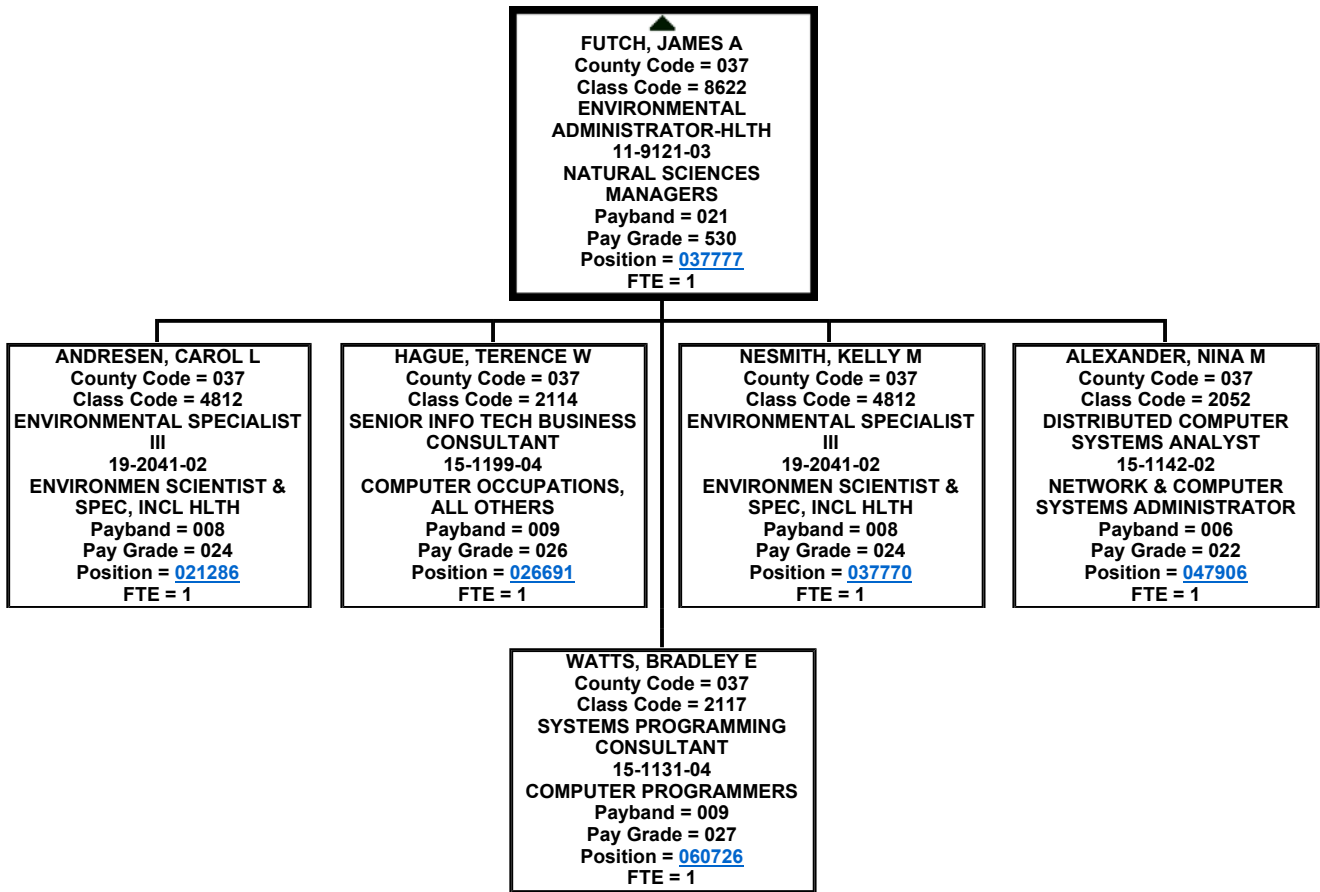 FUTCH, JAMES A
County Code = 037
Class Code = 8622
ENVIRONMENTAL
ADMINISTRATOR-HLTH
11-9121-03
NATURAL SCIENCES
MANAGERS
Payband = 021
Pay Grade = 530
Position = 037777
FTE = 1
ANDRESEN, CAROL L
County Code = 037
Class Code = 4812
ENVIRONMENTAL SPECIALIST
III
19-2041-02
ENVIRONMEN SCIENTIST &
SPEC, INCL HLTH
Payband = 008
Pay Grade = 024
Position = 021286
FTE = 1
HAGUE, TERENCE W
County Code = 037
Class Code = 2114
SENIOR INFO TECH BUSINESS
CONSULTANT
15-1199-04
COMPUTER OCCUPATIONS,
ALL OTHERS
Payband = 009
Pay Grade = 026
Position = 026691
FTE = 1
NESMITH, KELLY M
County Code = 037
Class Code = 4812
ENVIRONMENTAL SPECIALIST
III
19-2041-02
ENVIRONMEN SCIENTIST &
SPEC, INCL HLTH
Payband = 008
Pay Grade = 024
Position = 037770
FTE = 1
ALEXANDER, NINA M
County Code = 037
Class Code = 2052
DISTRIBUTED COMPUTER
SYSTEMS ANALYST
15-1142-02
NETWORK & COMPUTER
SYSTEMS ADMINISTRATOR
Payband = 006
Pay Grade = 022
Position = 047906
FTE = 1
WATTS, BRADLEY E
County Code = 037
Class Code = 2117
SYSTEMS PROGRAMMING
CONSULTANT
15-1131-04
COMPUTER PROGRAMMERS
Payband = 009
Pay Grade = 027
Position = 060726
FTE = 1